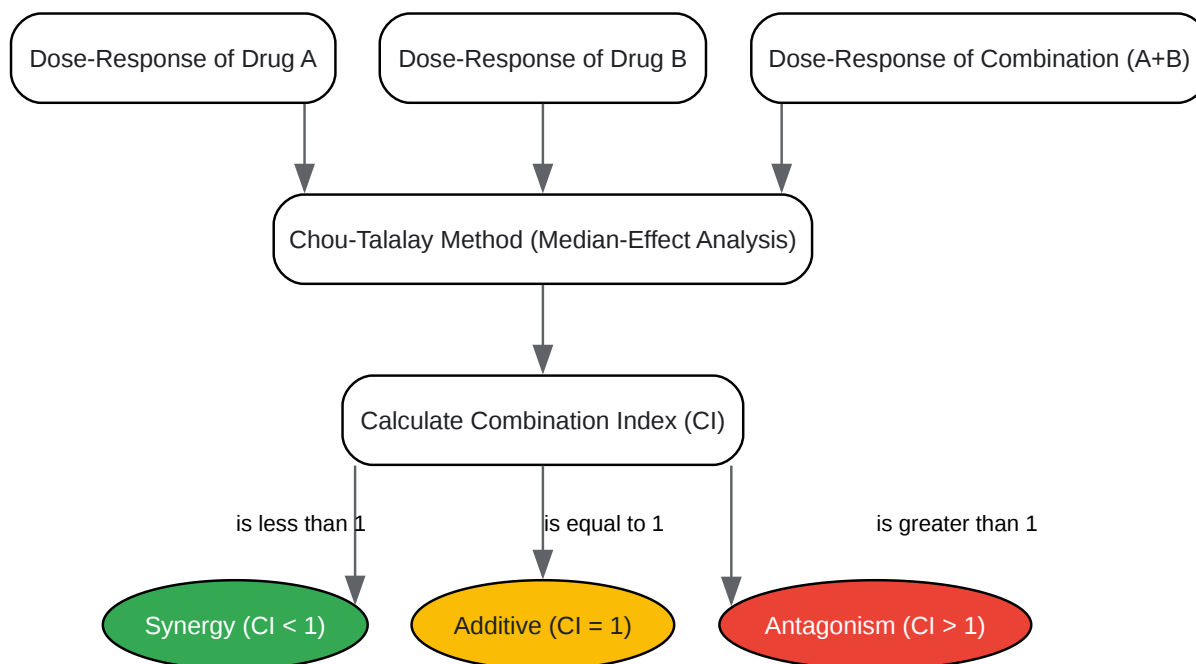 Dose-Response of Drug A
Dose-Response of Drug B
Dose-Response of Combination (A+B)
Chou-Talalay Method (Median-Effect Analysis)
Calculate Combination Index (CI)
is less than 1
is equal to 1
is greater than 1
Synergy (CI < 1)
Additive (CI = 1)
Antagonism (CI > 1)